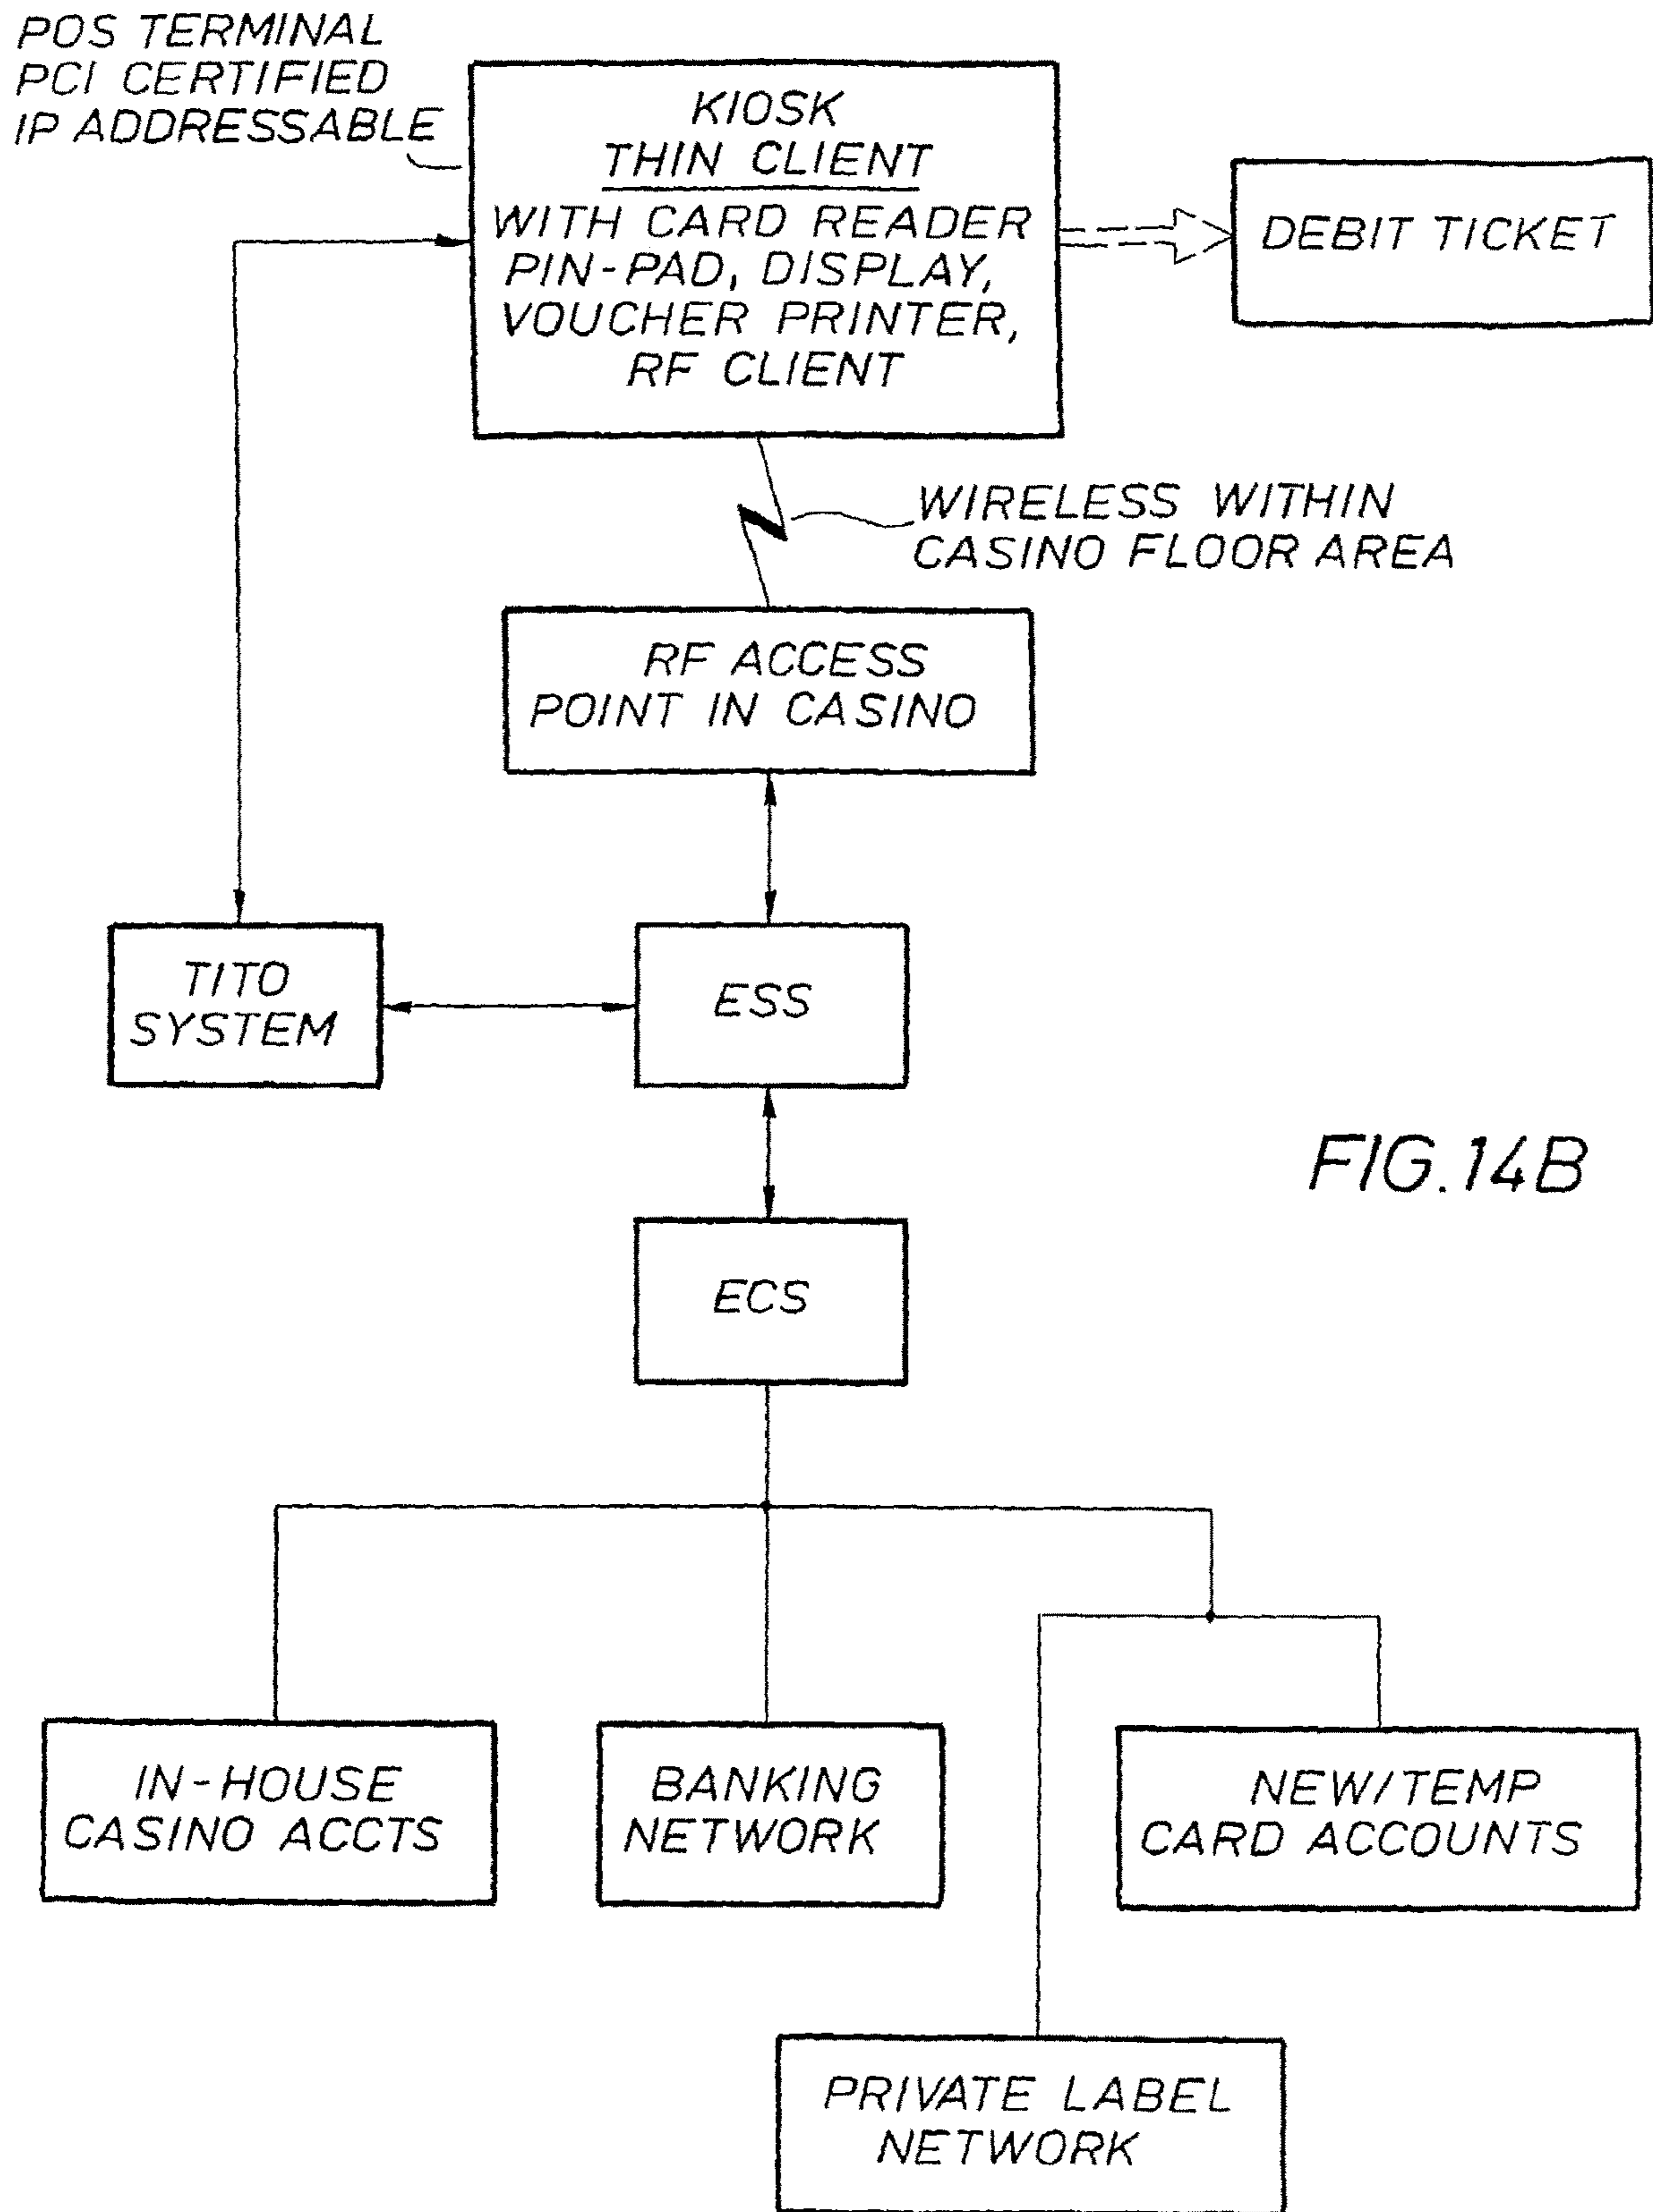 POS TERMINAL
PCI CERTIFIED
IP ADDRESSABLE
KIOSK
THIN CLIENT
WITH CARD READER
PIN-PAD, DISPLAY,
VOUCHER PRINTER,
RF CLIENT
DEBIT TICKET
WIRELESS WITHIN
CASINO FLOOR AREA
RF ACCESS
POINT IN CASINO
TITO
SYSTEM
ESS
FIG. 14B
ECS
IN-HOUSE
CASINO ACCTS
BANKING
NETWORK
NEW/TEMP
CARD ACCOUNTS
PRIVATE LABEL
NETWORK